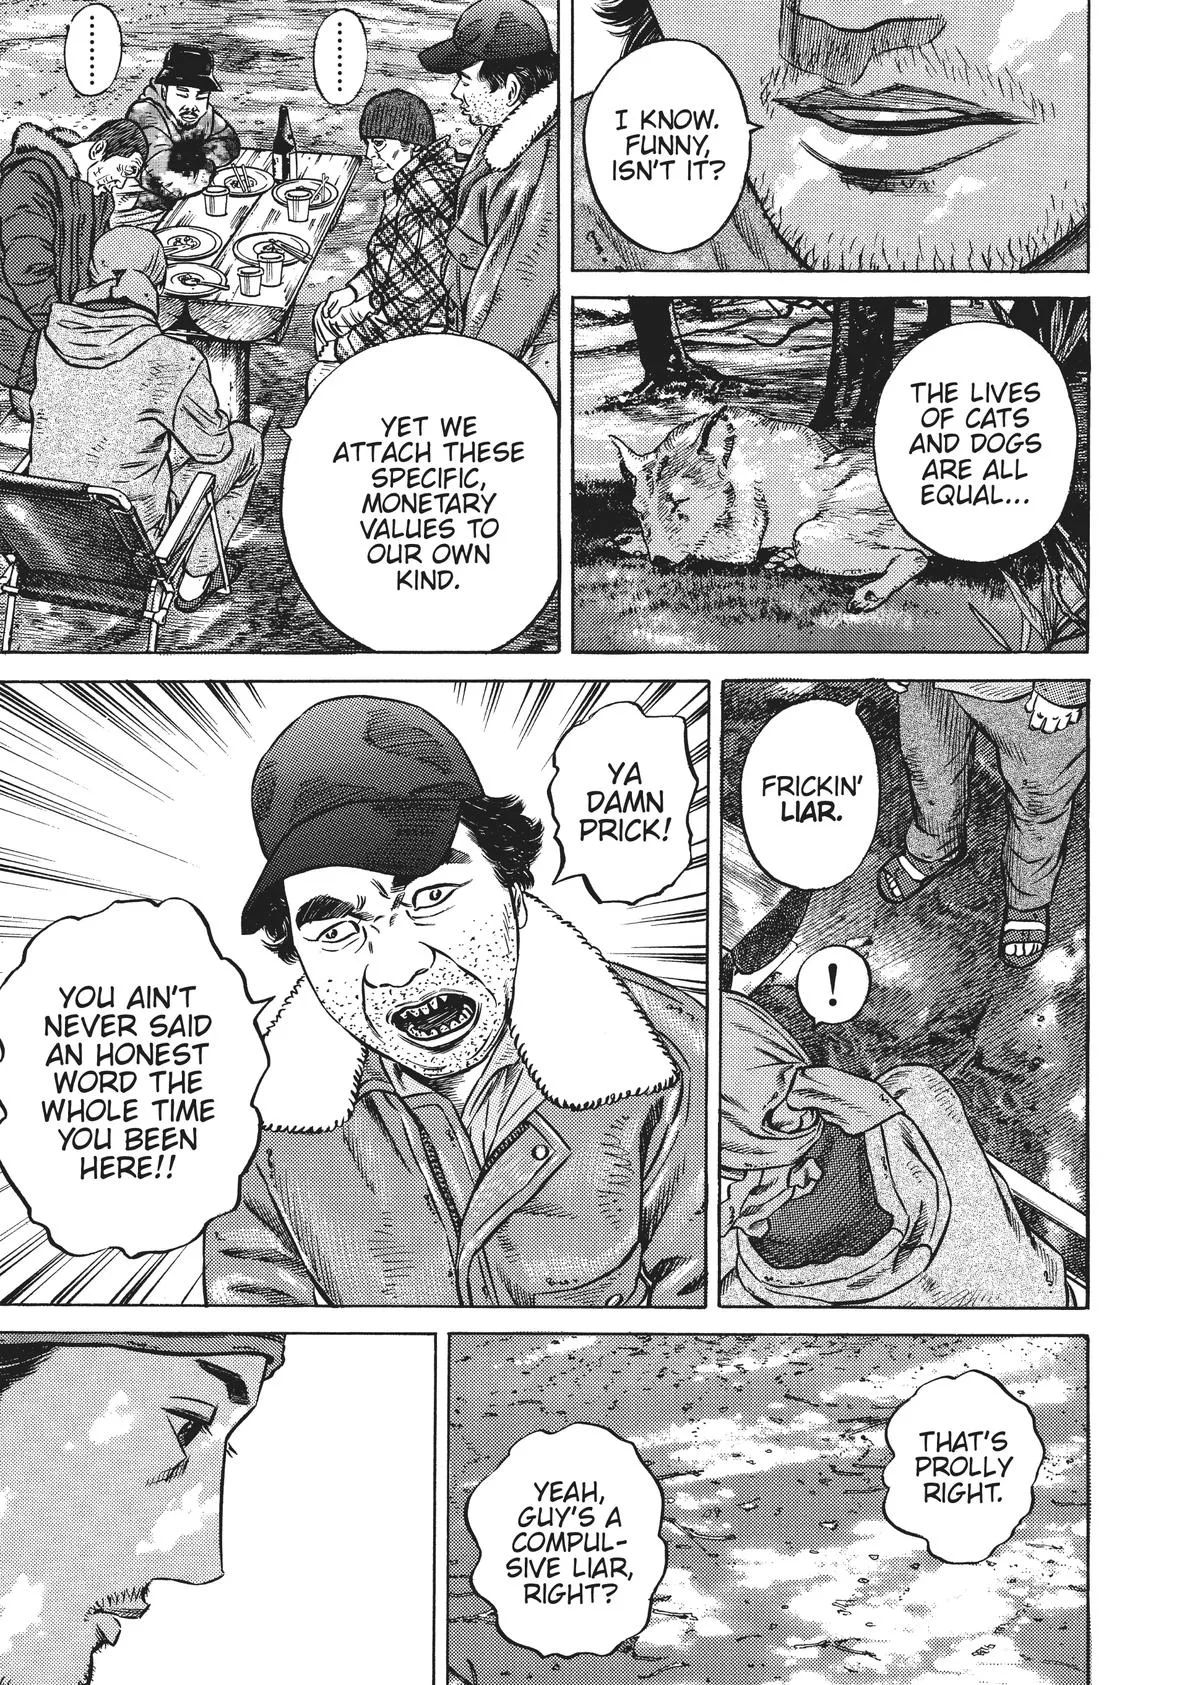 I KNOW.
FUNNY,
ISN'T IT?
THE LIVES
OF CATS
AND DOGS
ARE ALL
EQUAL...
YET WE
ATTACH THESE
SPECIFIC,
MONETARY
VALUES TO
OUR OWN
KIND.
FRICKIN'
LIAR.
!
YA
DAMN
PRICK!
YOU AIN'T
NEVER SAID
AN HONEST
WORD THE
WHOLE TIME
YOU BEEN
HERE!!
THAT'S
PROLLY
RIGHT.
YEAH,
GUY'S A
COMPUL-
SIVE LIAR,
RIGHT?